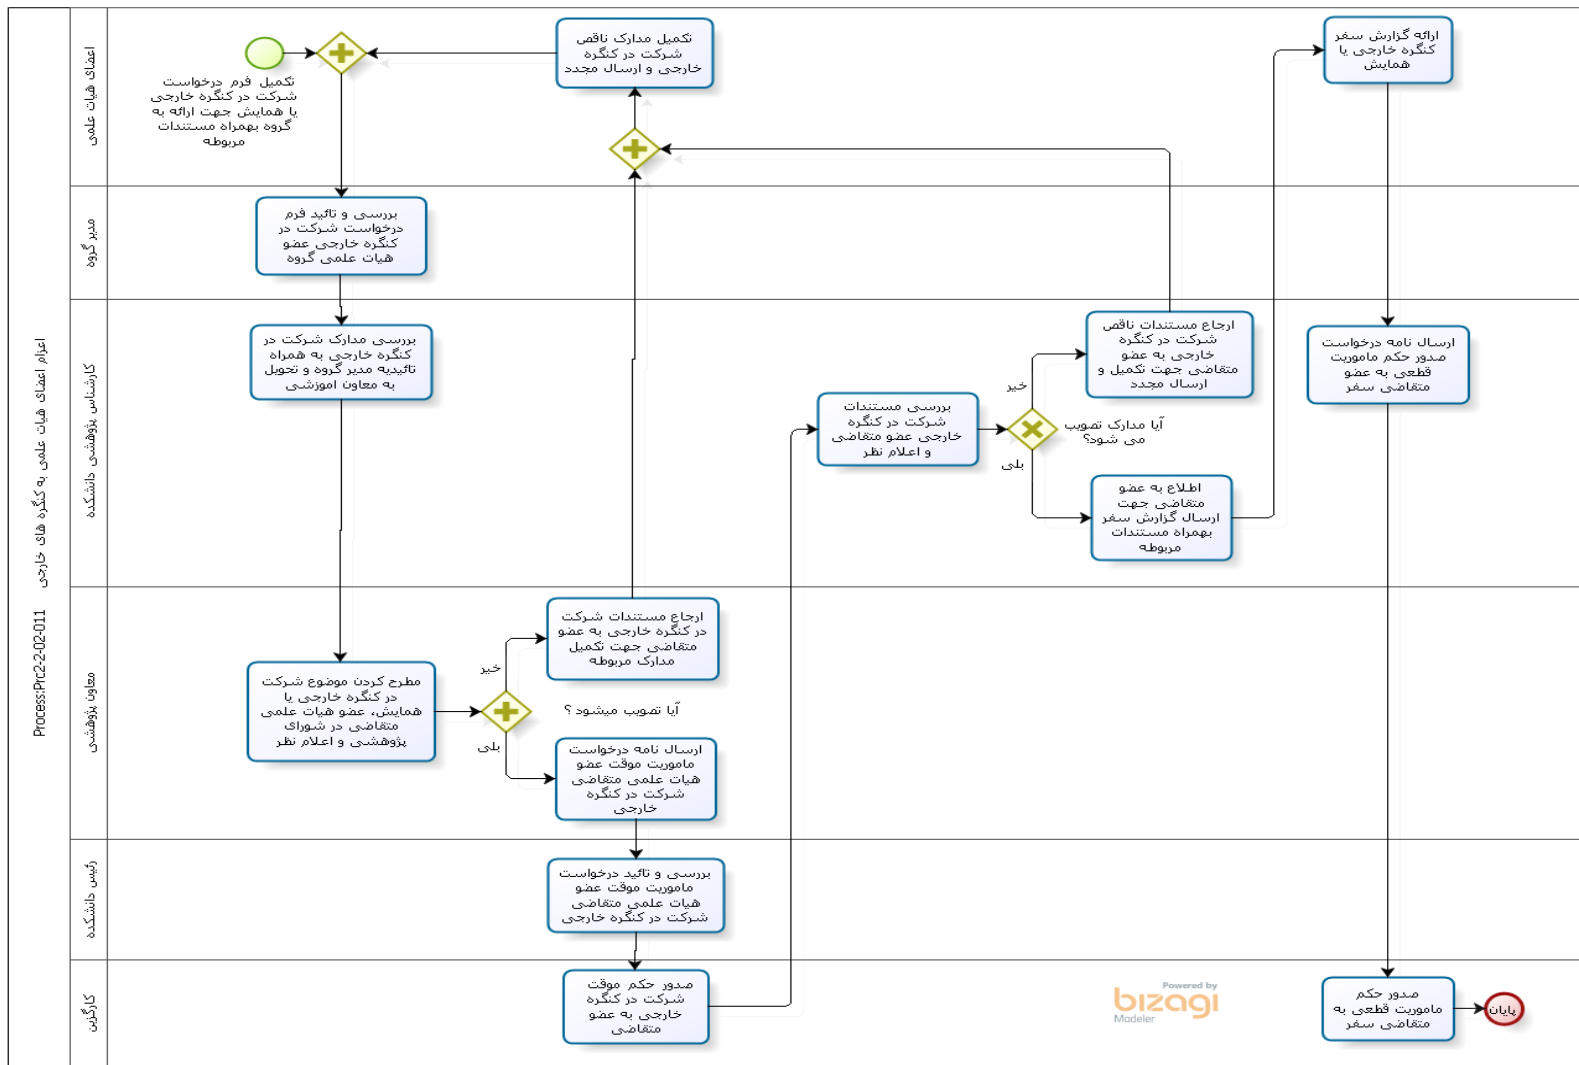 Process:Prc2-2-02-011 اعزام اعضای هیات علمی به کنگره های خارجی
اعضای هیات علمی
تکمیل فرم درخواست
شرکت در کنگره خارجی
یا همایش جهت ارائه به
گروه بهمراه مستندات
مربوطه
تکمیل مدارک ناقص
شرکت در کنگره
خارجی و ارسال مجدد
ارائه گزارش سفر
کنگره خارجی یا
همایش
مدیر گروه
بررسی و تائید فرم
درخواست شرکت در
کنگره خارجی عضو
هیات علمی گروه
کارشناس پژوهشی دانشکده
بررسی مدارک شرکت در
کنگره خارجی به همراه
تائیدیه مدیر گروه و تحویل
به معاون اموزشی
بررسی مستندات
شرکت در کنگره
خارجی عضو متقاضی
و اعلام نظر
آیا مدارک تصویب
می شود؟
خیر
بلی
ارجاع مستندات ناقص
شرکت در کنگره
خارجی به عضو
متقاضی جهت تکمیل و
ارسال مجدد
اطلاع به عضو
متقاضی جهت
ارسال گزارش سفر
بهمراه مستندات
مربوطه
ارسال نامه درخواست
صدور حکم ماموریت
قطعی به عضو
متقاضی سفر
معاون پژوهشی
مطرح کردن موضوع شرکت
در کنگره خارجی یا
همایش، عضو هیات علمی
متقاضی در شورای
پژوهشی و اعلام نظر
آیا تصویب میشود ؟
خیر
بلی
ارجاع مستندات شرکت
در کنگره خارجی به عضو
متقاضی جهت تکمیل
مدارک مربوطه
ارسال نامه درخواست
ماموریت موقت عضو
هیات علمی متقاضی
شرکت در کنگره
خارجی
رئیس دانشکده
بررسی و تائید درخواست
ماموریت موقت عضو
هیات علمی متقاضی
شرکت در کنگره خارجی
کارگزین
صدور حکم موقت
شرکت در کنگره
خارجی به عضو
متقاضی
صدور حکم
ماموریت قطعی به
متقاضی سفر
پایان
Powered by
bizagi
Modeler